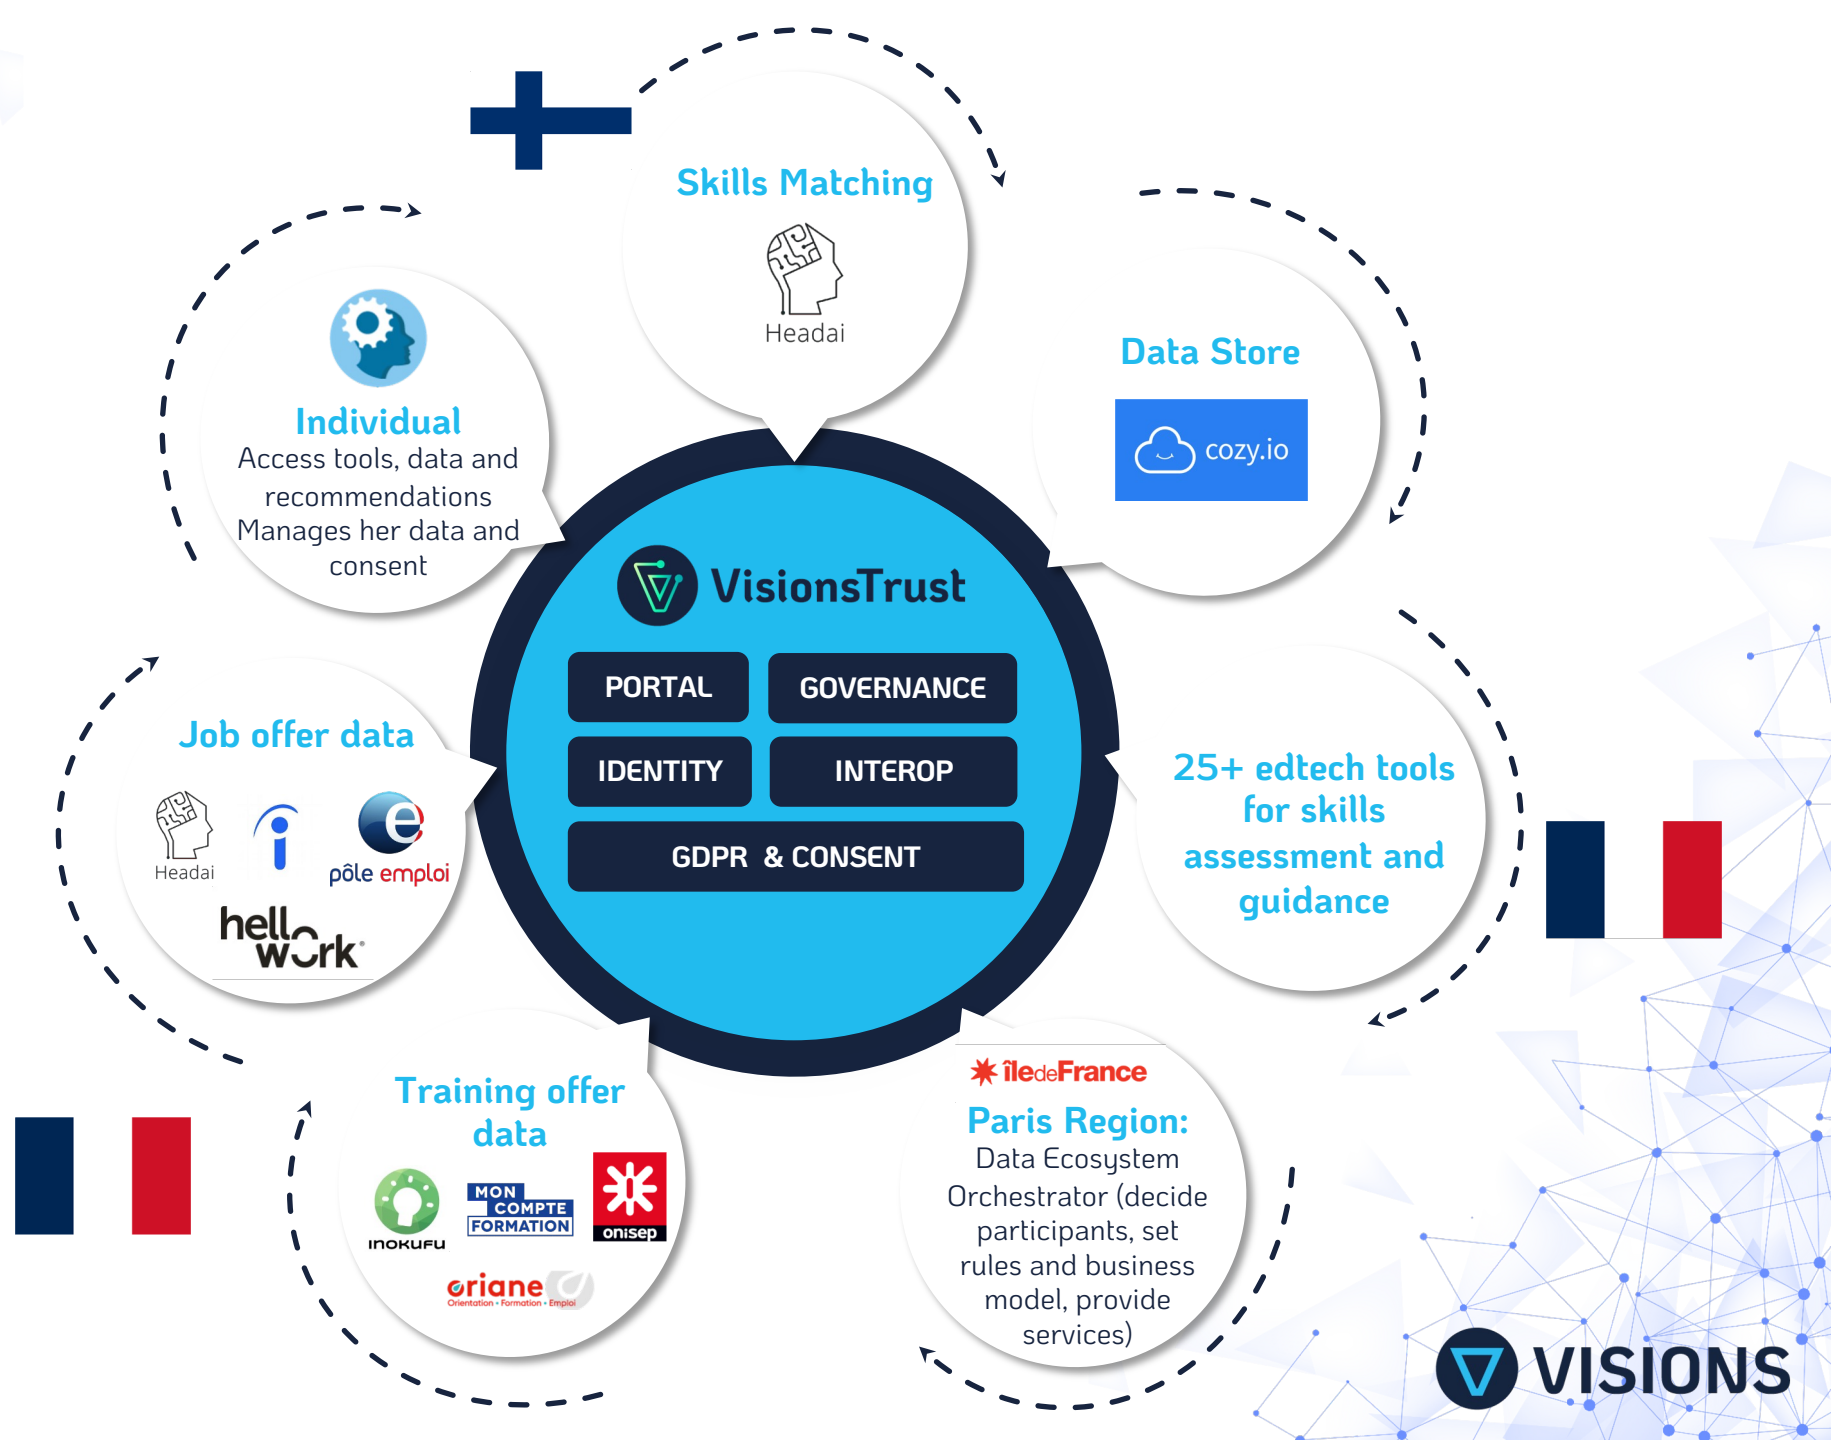 Skills Matching
Headai
Data Store
cozy.io
Individual
Access tools, data and
recommendations
Manages her data and
consent
VisionsTrust
PORTAL
GOVERNANCE
IDENTITY
INTEROP
GDPR & CONSENT
Job offer data
Headai
i
e
pôle emploi
hello
work
25+ edtech tools
for skills
assessment and
guidance
Training offer
data
INOKUFU
MON
COMPTE
FORMATION
onisep
oriane
Orientation • Formation • Emploi
îledeFrance
Paris Region:
Data Ecosystem
Orchestrator (decide
participants, set
rules and business
model, provide
services)
VISIONS